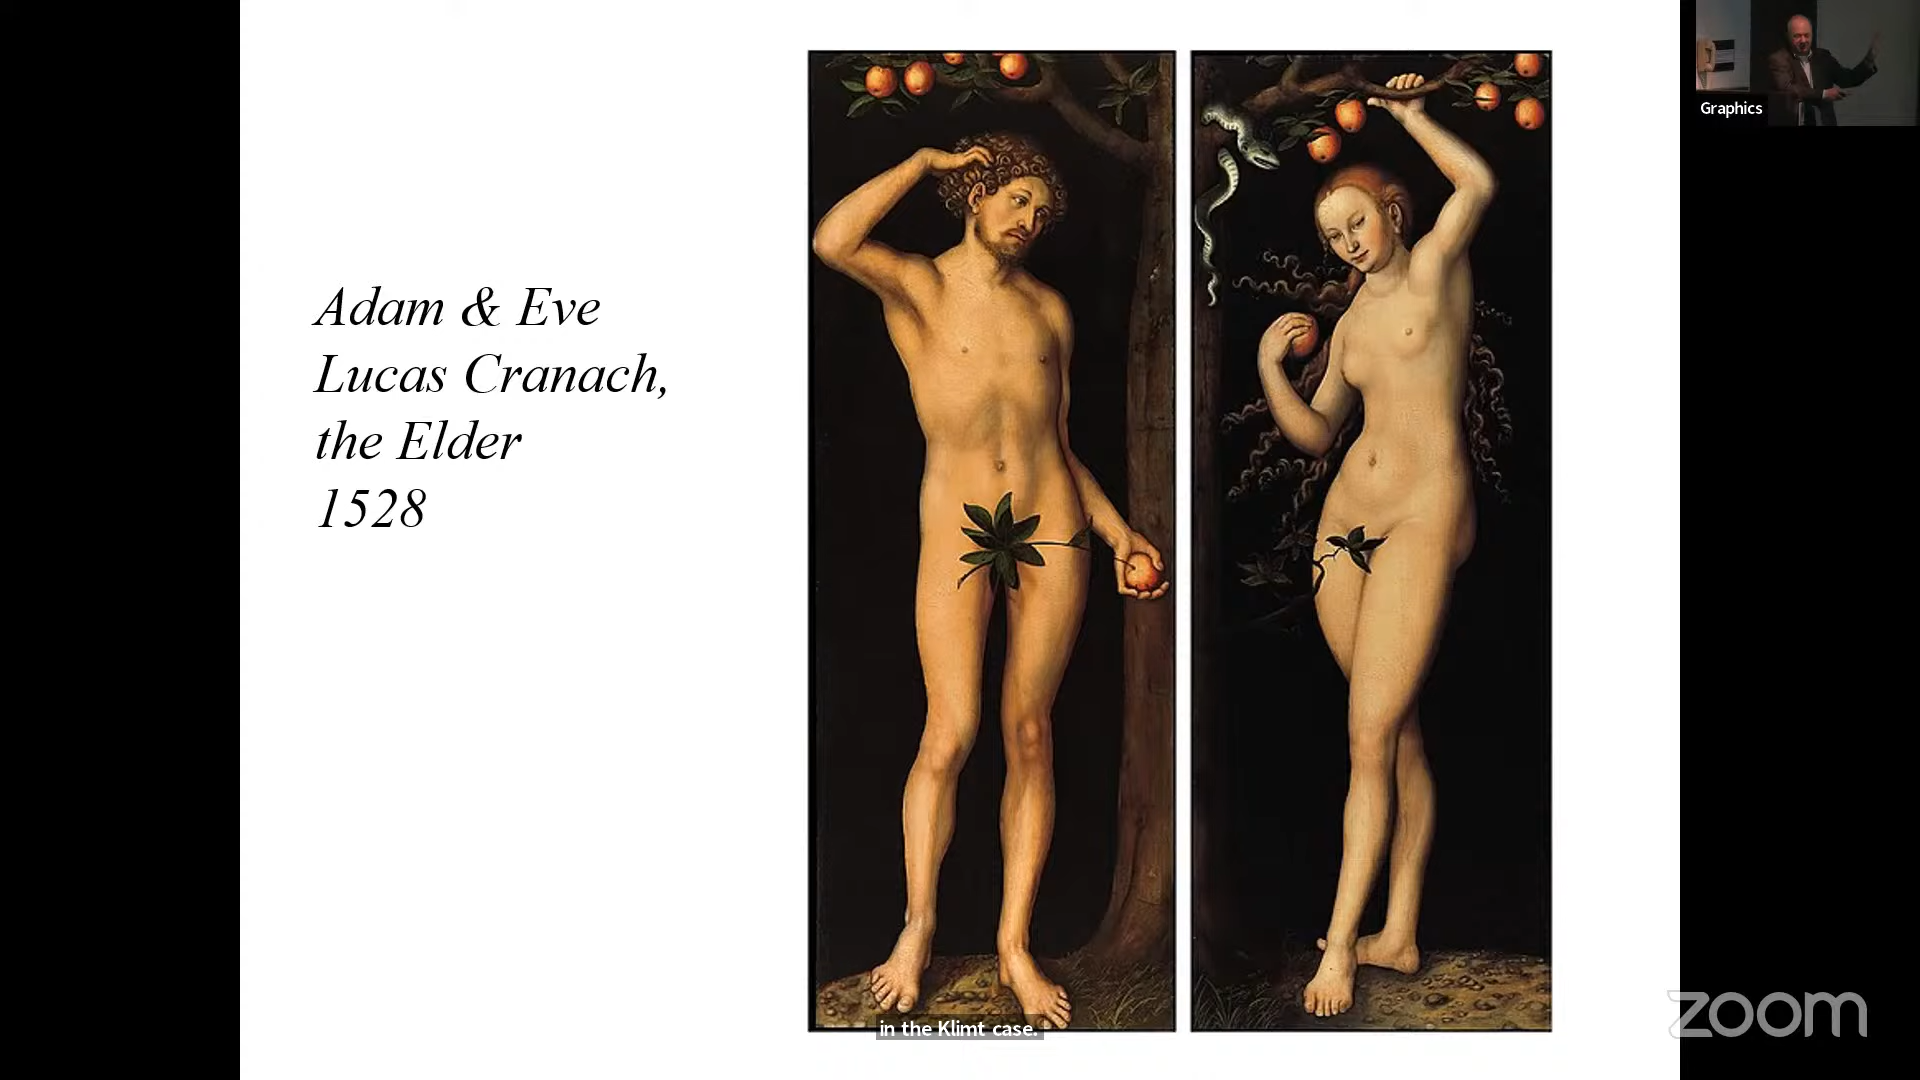 Graphics
Adam & Eve
Lucas Cranach,
the Elder
1528
in the Klimt case.
zoom